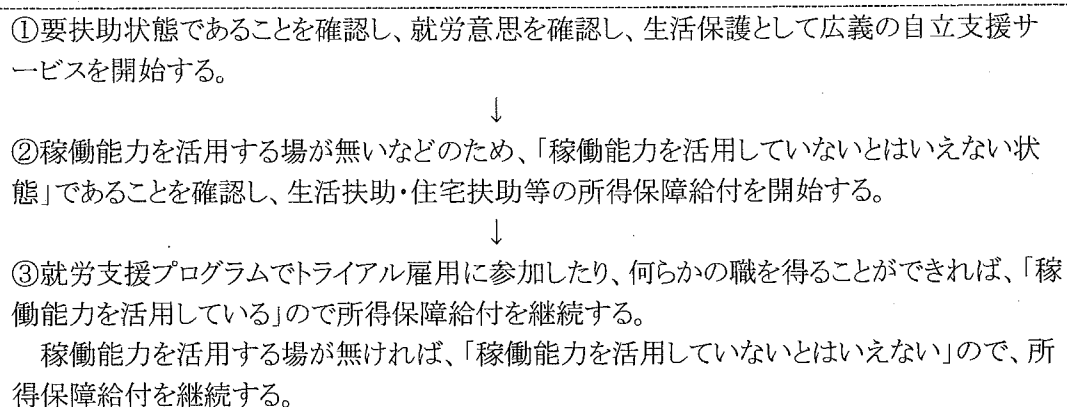 ①要扶助状態であることを確認し、就労意思を確認し、生活保護として広義の自立支援サ
ービスを開始する。
↓
②稼働能力を活用する場が無いなどのため、「稼働能力を活用していないとはいえない状
態」であることを確認し、生活扶助・住宅扶助等の所得保障給付を開始する。
↓
③就労支援プログラムでトライアル雇用に参加したり、何らかの職を得ることができれば、「稼
働能力を活用している」ので所得保障給付を継続する。
稼働能力を活用する場が無ければ、「稼働能力を活用していないとはいえない」ので、所
得保障給付を継続する。